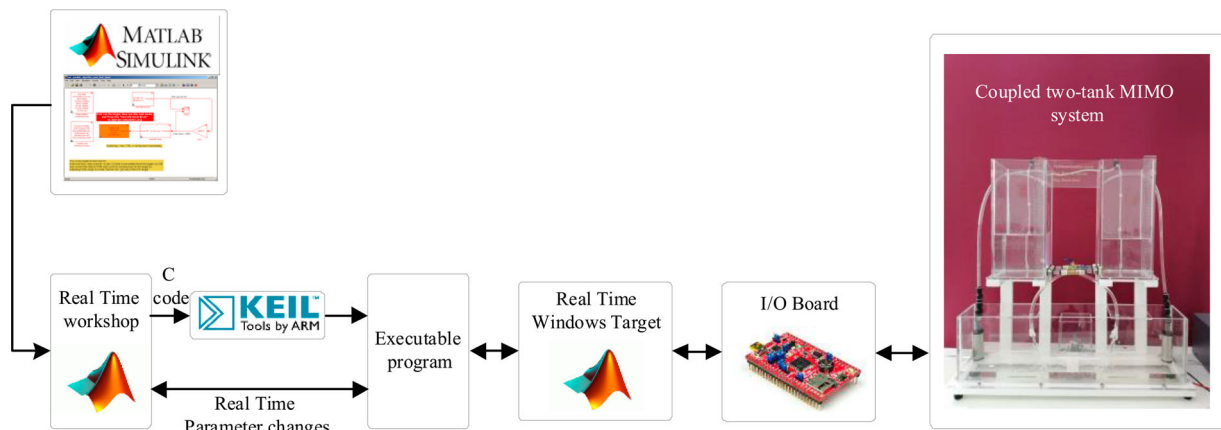 MATLAB
SIMULINK
Coupled two-tank MIMO
system
Real Time
workshop
C
code
KEIL™
Tools by ARM
Executable
program
Real Time
Windows Target
I/O Board
Real Time
Parameter changes